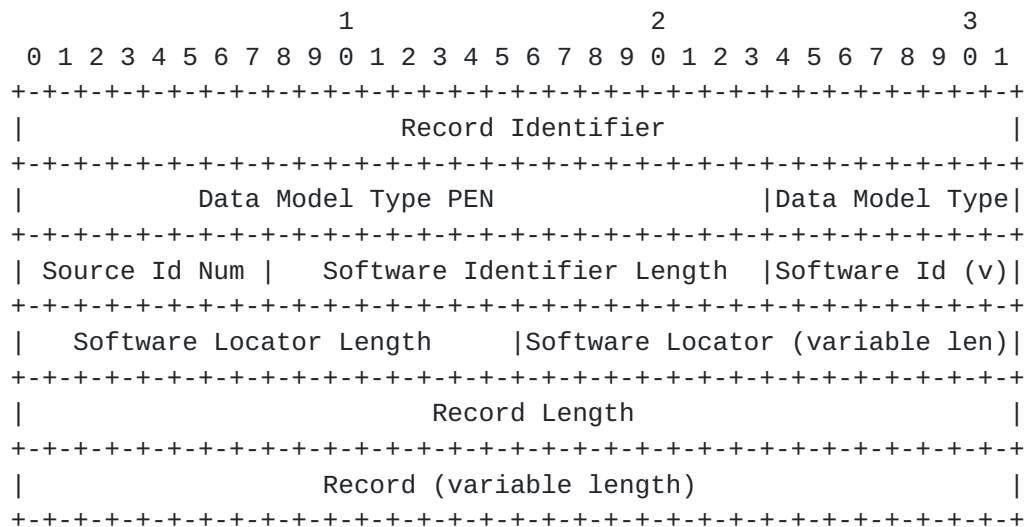 1                   2                   3
 0 1 2 3 4 5 6 7 8 9 0 1 2 3 4 5 6 7 8 9 0 1 2 3 4 5 6 7 8 9 0 1
+-+-+-+-+-+-+-+-+-+-+-+-+-+-+-+-+-+-+-+-+-+-+-+-+-+-+-+-+-+-+-+-+
|                        Record Identifier                      |
+-+-+-+-+-+-+-+-+-+-+-+-+-+-+-+-+-+-+-+-+-+-+-+-+-+-+-+-+-+-+-+-+
|           Data Model Type PEN                 |Data Model Type|
+-+-+-+-+-+-+-+-+-+-+-+-+-+-+-+-+-+-+-+-+-+-+-+-+-+-+-+-+-+-+-+-+
| Source Id Num |   Software Identifier Length  |Software Id (v)|
+-+-+-+-+-+-+-+-+-+-+-+-+-+-+-+-+-+-+-+-+-+-+-+-+-+-+-+-+-+-+-+-+
|   Software Locator Length     |Software Locator (variable len)|
+-+-+-+-+-+-+-+-+-+-+-+-+-+-+-+-+-+-+-+-+-+-+-+-+-+-+-+-+-+-+-+-+
|                          Record Length                        |
+-+-+-+-+-+-+-+-+-+-+-+-+-+-+-+-+-+-+-+-+-+-+-+-+-+-+-+-+-+-+-+-+
|                   Record (variable length)                    |
+-+-+-+-+-+-+-+-+-+-+-+-+-+-+-+-+-+-+-+-+-+-+-+-+-+-+-+-+-+-+-+-+